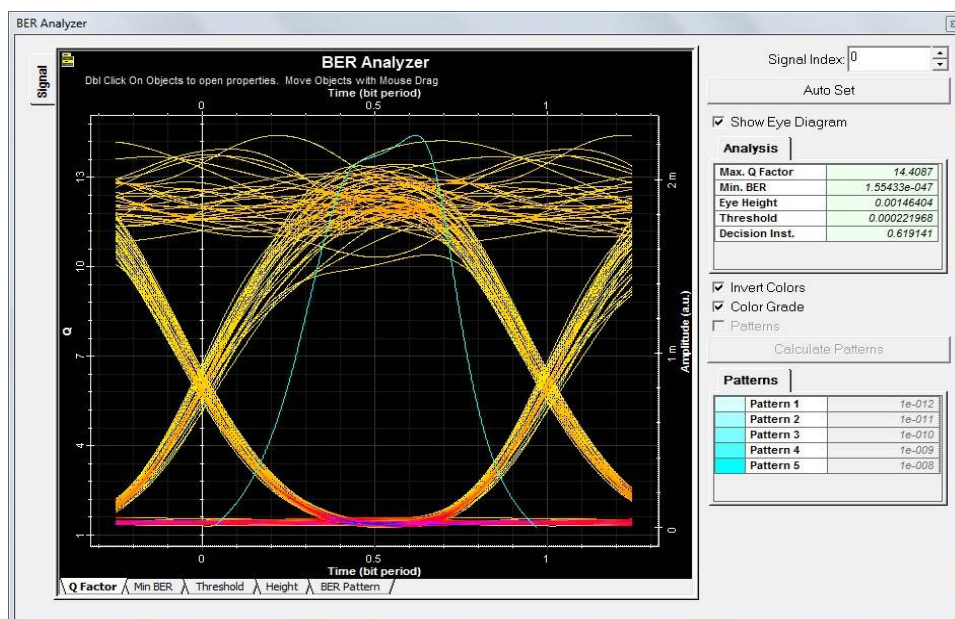 BER Analyzer
Signal
BER Analyzer
Dbl Click On Objects to open properties. Move Objects with Mouse Drag
Time (bit period)
0 0.5 1
Q
1 4 7 10 13
Amplitude (a.u.)
0 1 m 2 m
0 0.5 1
Time (bit period)
Q Factor Min BER Threshold Height BER Pattern
Signal Index: 0
Auto Set
Show Eye Diagram
Analysis
Max. Q Factor 14.4087
Min. BER 1.55433e-047
Eye Height 0.00146404
Threshold 0.000221968
Decision Inst. 0.619141
Invert Colors
Color Grade
Patterns
Calculate Patterns
Patterns
Pattern 1 1e-012
Pattern 2 1e-011
Pattern 3 1e-010
Pattern 4 1e-009
Pattern 5 1e-008